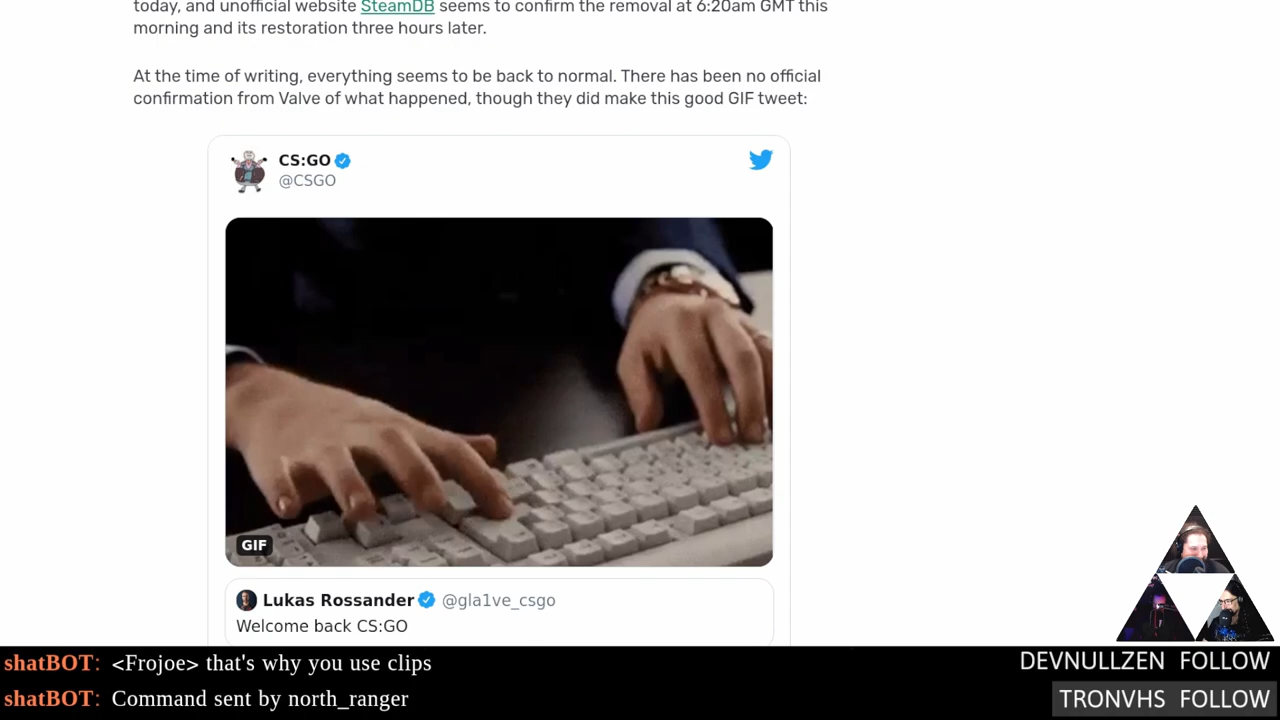 today, and unofficial website SteamDB seems to confirm the removal at 6:20am GMT this
morning and its restoration three hours later.
At the time of writing, everything seems to be back to normal. There has been no official
confirmation from Valve of what happened, though they did make this good GIF tweet:
CS:GO
@CSGO
GIF
Lukas Rossander @gla1ve_csgo
Welcome back CS:GO
shatBOT: <Frojoe> that's why you use clips
shatBOT: Command sent by north_ranger
DEVNULLZEN FOLLOW
TRONVHS FOLLOW